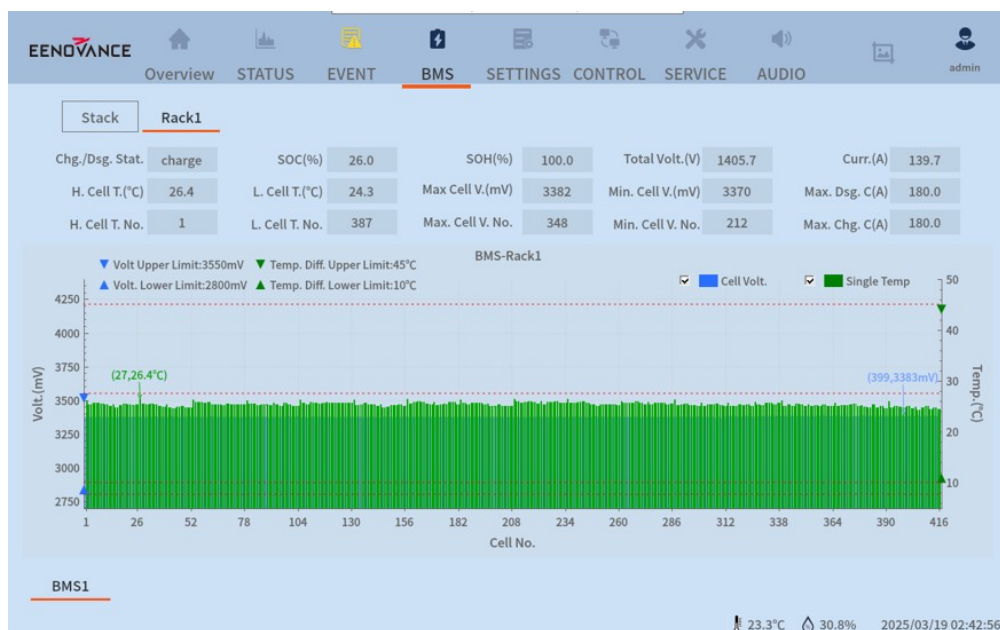 EENOVANCE
Overview STATUS EVENT BMS SETTINGS CONTROL SERVICE AUDIO admin
Stack Rack1
Chg./Dsg. Stat. charge SOC(%) 26.0 SOH(%) 100.0 Total Volt.(V) 1405.7 Curr.(A) 139.7
H. Cell T.(°C) 26.4 L. Cell T.(°C) 24.3 Max Cell V.(mV) 3382 Min. Cell V.(mV) 3370 Max. Dsg. C(A) 180.0
H. Cell T. No. 1 L. Cell T. No. 387 Max. Cell V. No. 348 Min. Cell V. No. 212 Max. Chg. C(A) 180.0
BMS-Rack1
Volt Upper Limit:3550mV Temp. Diff. Upper Limit:45°C
Volt. Lower Limit:2800mV Temp. Diff. Lower Limit:10°C
Cell Volt. Single Temp
4250
4000
3750
3500
3250
3000
2750
Volt.(mV)
(27,26.4°C)
(399,3383mV)
50
40
30
20
10
Temp.(°C)
1 26 52 78 104 130 156 182 208 234 260 286 312 338 364 390 416
Cell No.
BMS1
23.3°C 30.8% 2025/03/19 02:42:56